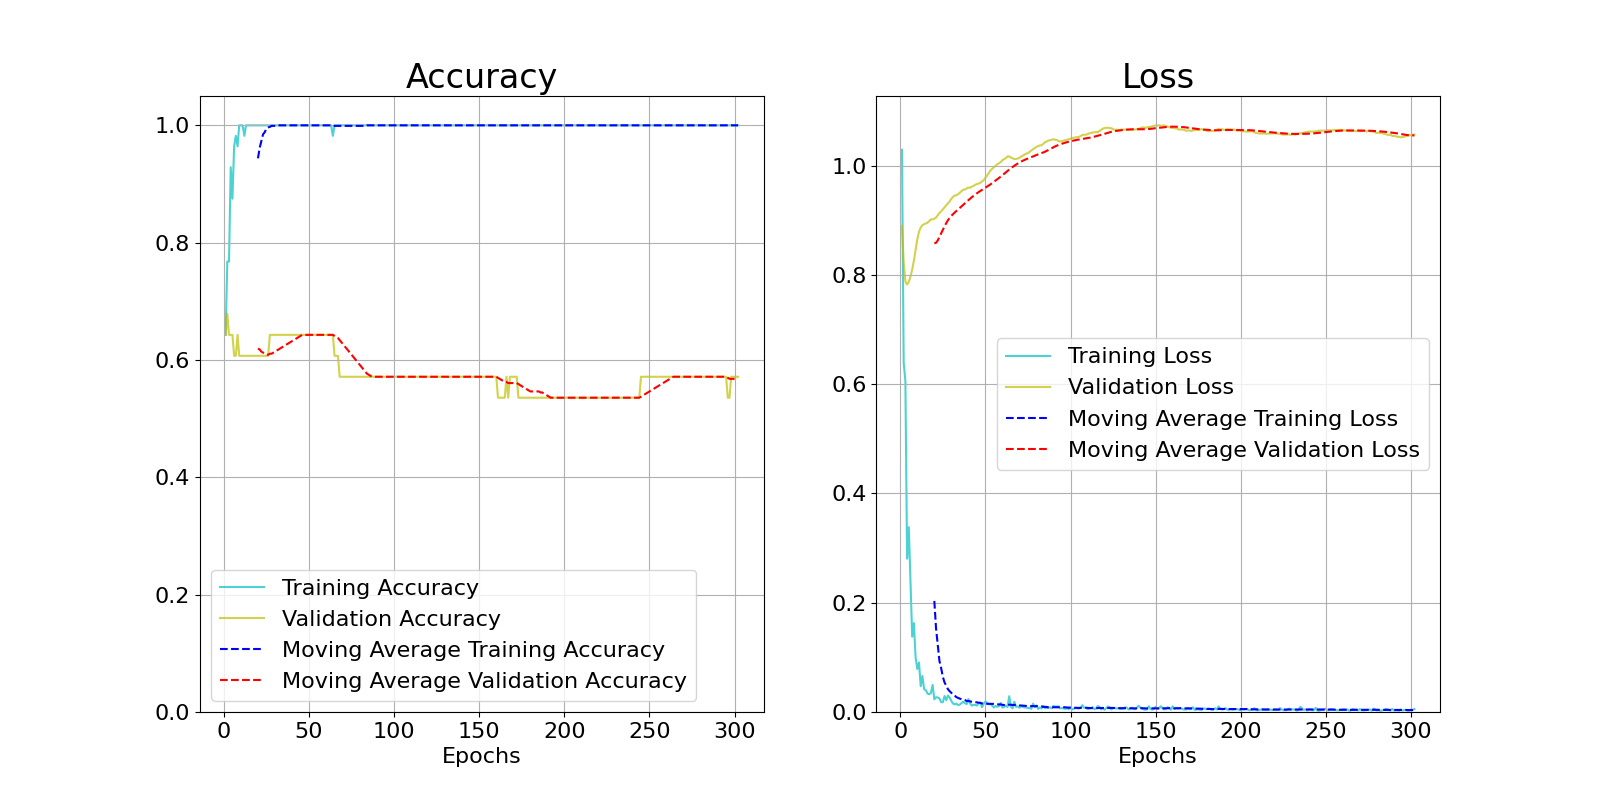 Accuracy
1.0
0.8
0.6
0.4
0.2
0.0
0 50 100 150 200 250 300
Epochs
Training Accuracy
Validation Accuracy
Moving Average Training Accuracy
Moving Average Validation Accuracy
Loss
1.0
0.8
0.6
0.4
0.2
0.0
0 50 100 150 200 250 300
Epochs
Training Loss
Validation Loss
Moving Average Training Loss
Moving Average Validation Loss